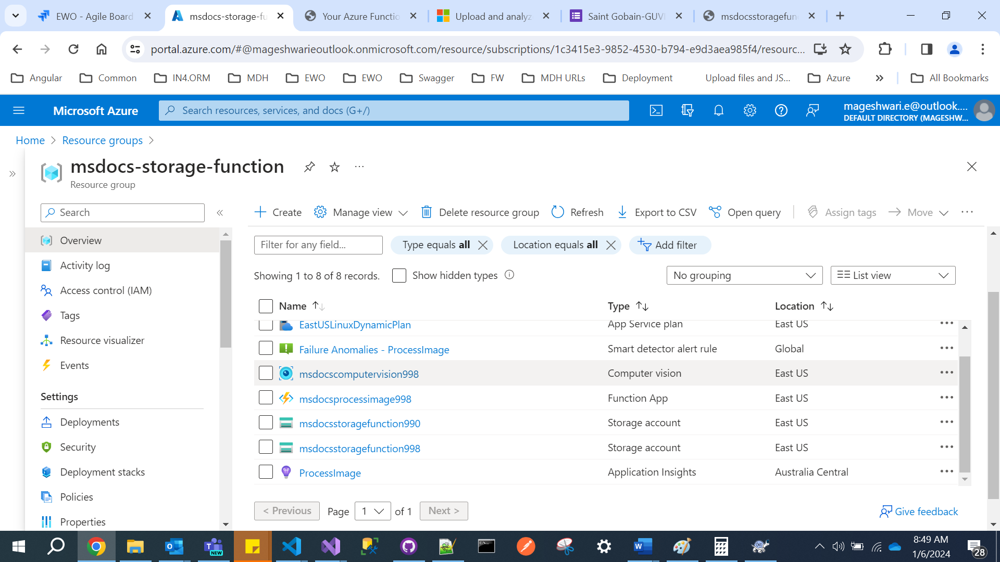 EWO - Agile Board
msdocs-storage-fu
Your Azure Functio
Upload and analyz
Saint Gobain-GUVI
msdocsstoragefun
portal.azure.com/#@mageshwarieoutlook.onmicrosoft.com/resource/subscriptions/1c3415e3-9852-4530-b794-e9d3aea985f4/resourc...
Angular
Common
IN4.ORM
MDH
EWO
EWO
Swagger
FW
MDH URLs
Deployment
Upload files and JS...
Azure
All Bookmarks
Microsoft Azure
Search resources, services, and docs (G+/)
mageshwari.e@outlook....
DEFAULT DIRECTORY (MAGESHW...
Home
Resource groups
msdocs-storage-function
Resource group
Search
Create
Manage view
Delete resource group
Refresh
Export to CSV
Open query
Assign tags
Move
Overview
Activity log
Access control (IAM)
Tags
Resource visualizer
Events
Settings
Deployments
Security
Deployment stacks
Policies
Properties
Filter for any field...
Type equals all
Location equals all
Add filter
Showing 1 to 8 of 8 records.
Show hidden types
No grouping
List view
Name Type Location
EastUSLinuxDynamicPlan App Service plan East US
Failure Anomalies - ProcessImage Smart detector alert rule Global
msdocscomputervision998 Computer vision East US
msdocsprocessimage998 Function App East US
msdocsstoragefunction990 Storage account East US
msdocsstoragefunction998 Storage account East US
ProcessImage Application Insights Australia Central
< Previous Page 1 of 1 Next >
Give feedback
NEW
8:49 AM
1/6/2024
28